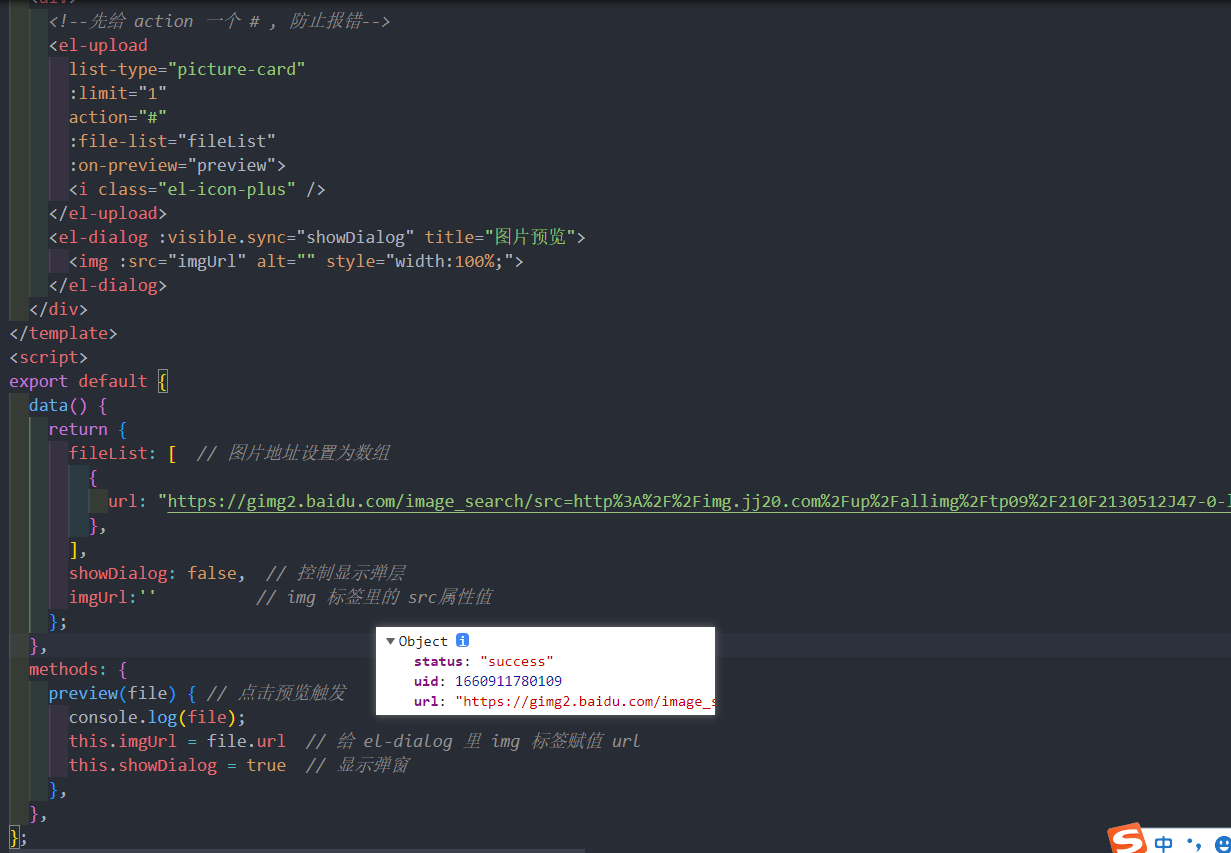 <!--先给 action 一个 # , 防止报错-->
<el-upload
list-type="picture-card"
:limit="1"
action="#"
:file-list="fileList"
:on-preview="preview">
<i class="el-icon-plus" />
</el-upload>
<el-dialog :visible.sync="showDialog" title="图片预览">
<img :src="imgUrl" alt="" style="width:100%;">
</el-dialog>
</div>
</template>
<script>
export default {
data() {
return {
fileList: [ // 图片地址设置为数组
{
url: "https://gimg2.baidu.com/image_search/src=http%3A%2F%2Fimg.jj20.com%2Fup%2Fallimg%2Ftp09%2F210F2130512J47-0-
},
],
showDialog: false, // 控制显示弹层
imgUrl:'' // img 标签里的 src属性值
};
},
methods: {
preview(file) { // 点击预览触发
console.log(file);
this.imgUrl = file.url // 给 el-dialog 里 img 标签赋值 url
this.showDialog = true // 显示弹窗
},
},
};
Object i
status: "success"
uid: 1660911780109
url: "https://gimg2.baidu.com/image_s
S 中 •,